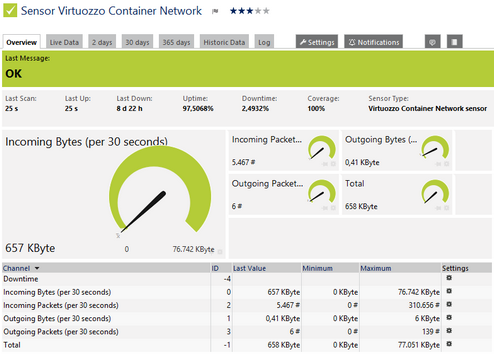 Sensor Virtuozzo Container Network
Overview Live Data 2 days 30 days 365 days Historic Data Log Settings Notifications
Last Message:
OK
Last Scan: Last Up: Last Down: Uptime: Downtime: Coverage: Sensor Type:
25 s 25 s 8 d 22 h 97,5068% 2,4932% 100% Virtuozzo Container Network sensor
Incoming Bytes (per 30 seconds)
657 KByte
0 76.742 KByte
Incoming Packet...
5.467 #
Outgoing Bytes (...
0,41 KByte
Outgoing Packet...
6 #
Total
658 KByte
Channel ID Last Value Minimum Maximum Settings
Downtime -4
Incoming Bytes (per 30 seconds) 0 657 KByte 0 KByte 76.742 KByte
Incoming Packets (per 30 seconds) 2 5.467 # 0 # 310.656 #
Outgoing Bytes (per 30 seconds) 1 0,41 KByte 0 KByte 6 KByte
Outgoing Packets (per 30 seconds) 3 6 # 0 # 139 #
Total -1 658 KByte 0 KByte 77.051 KByte